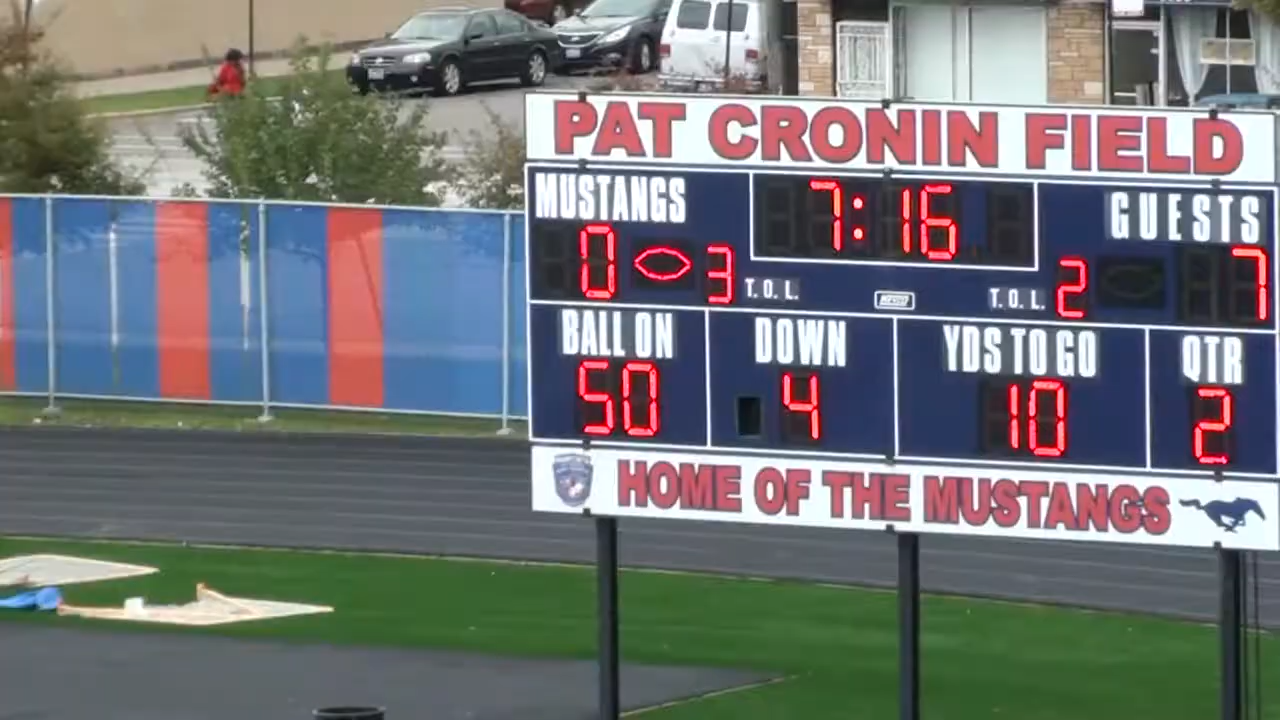 PAT CRONIN FIELD
MUSTANGS 7:16 GUESTS
0 3 T.O.L. T.O.L. 2 7
BALL ON DOWN YDS TO GO QTR
50 4 10 2
HOME OF THE MUSTANGS